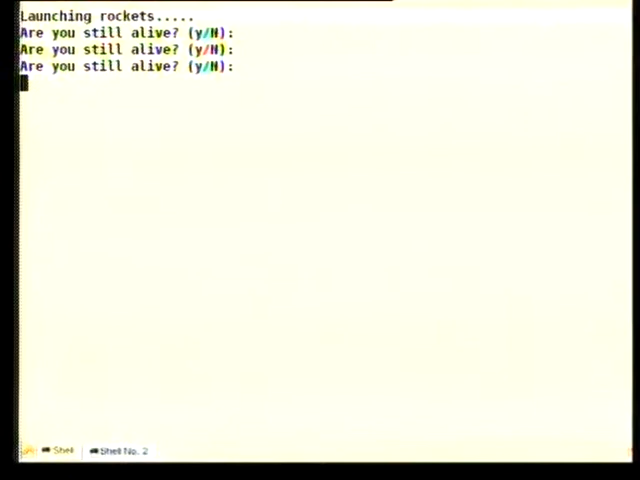 Launching rockets.....
Are you still alive? (y/N):
Are you still alive? (y/N):
Are you still alive? (y/N):
Shell
Shell No. 2